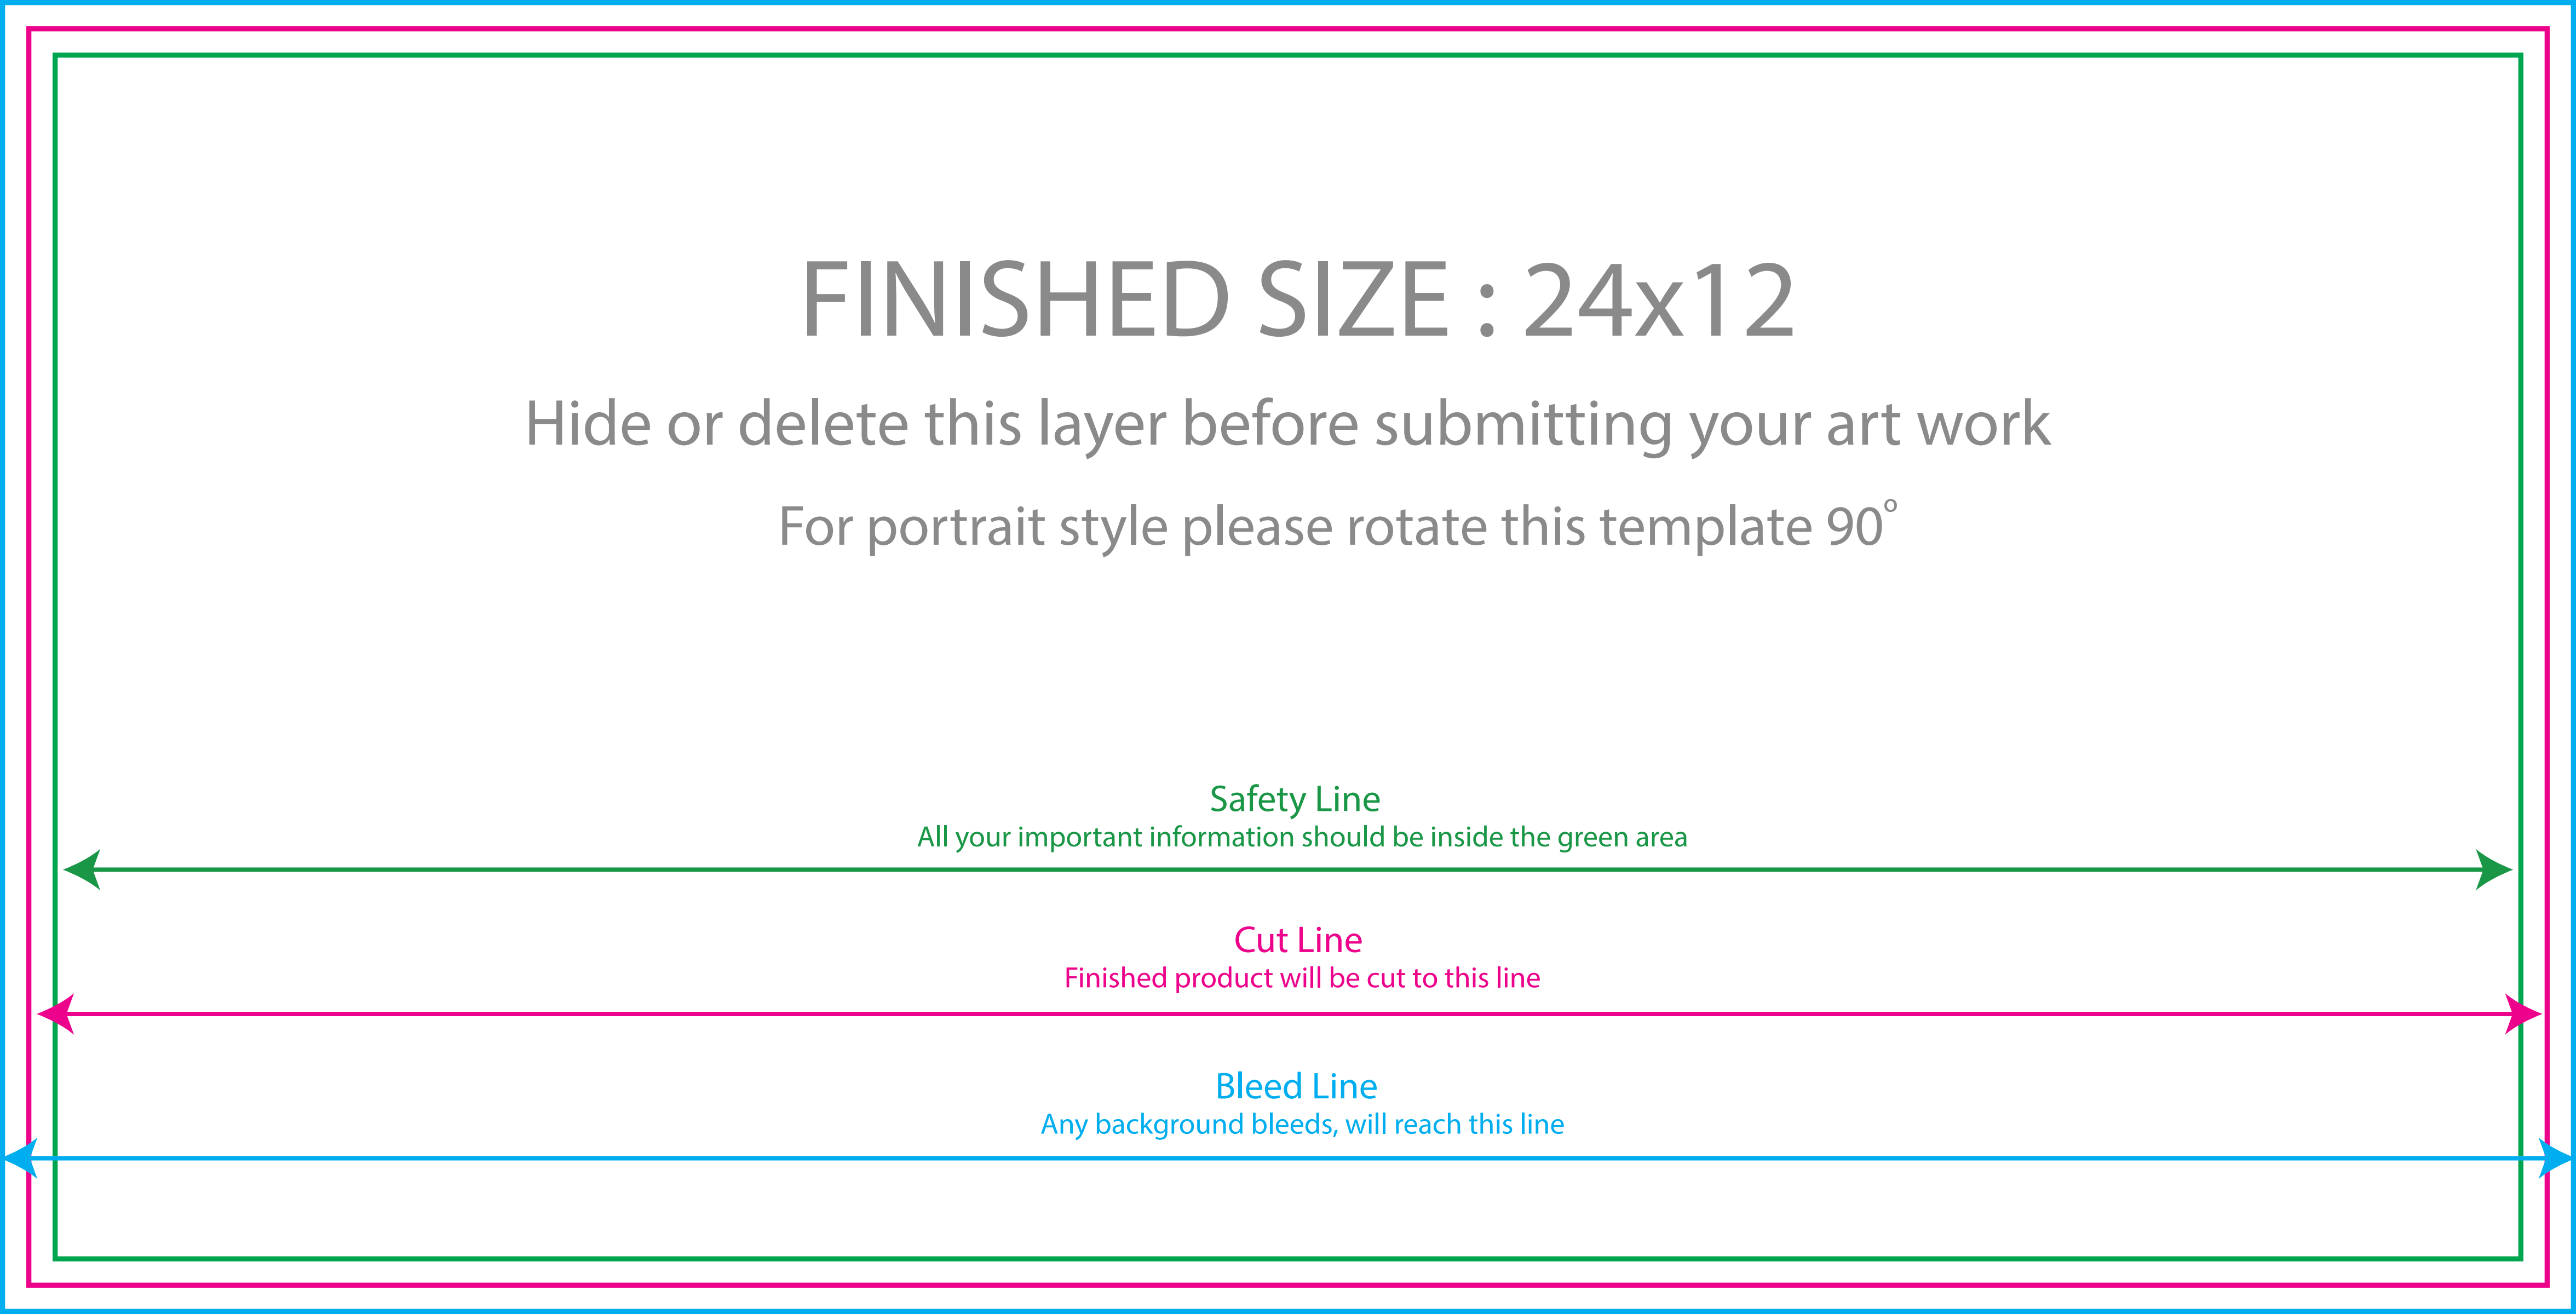 FINISHED SIZE : 24x12
Hide or delete this layer before submitting your art work
For portrait style please rotate this template 90º
Safety Line
All your important information should be inside the green area
Cut Line
Finished product will be cut to this line
Bleed Line
Any background bleeds, will reach this line